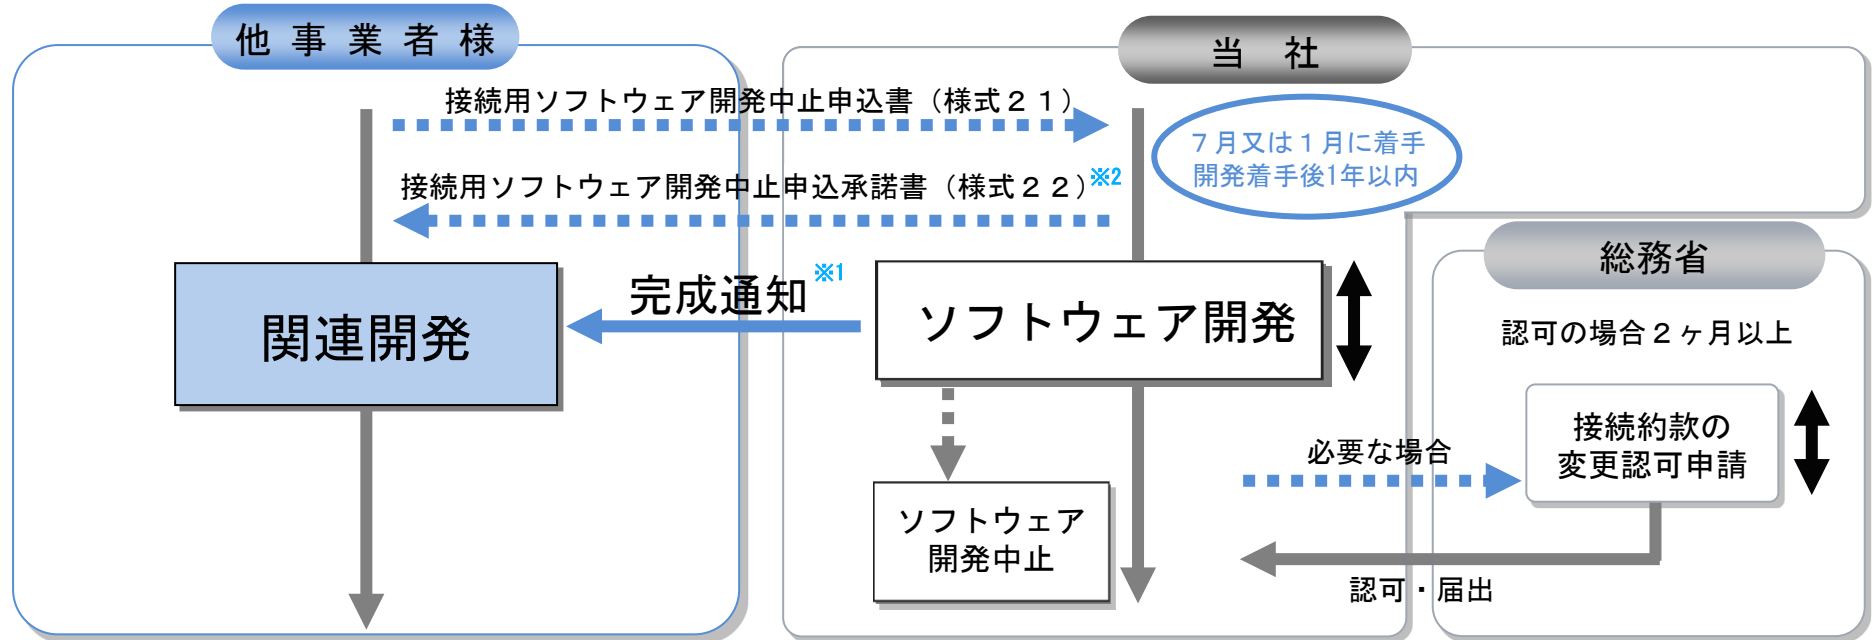 他事業者様
当 社
接続用ソフトウェア開発中止申込書（様式２１）
７月又は１月に着手
開発着手後1年以内
接続用ソフトウェア開発中止申込承諾書（様式２２）※2
総務省
完成通知※1
関連開発
ソフトウェア開発
認可の場合２ヶ月以上
接続約款の
変更認可申請
必要な場合
ソフトウェア
開発中止
認可・届出